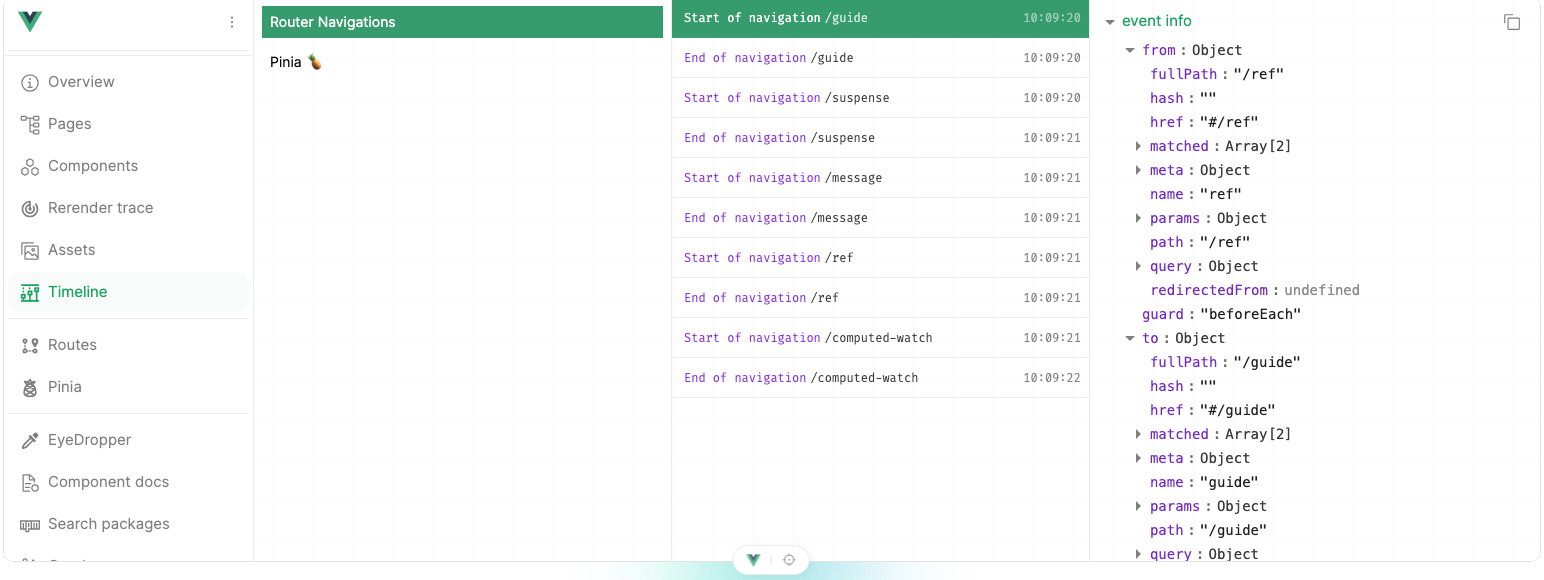 Overview
Pages
Components
Rerender trace
Assets
Timeline
Routes
Pinia
EyeDropper
Component docs
Search packages
Router Navigations
Pinia 🍍
Start of navigation /guide 10:09:20
End of navigation /guide 10:09:20
Start of navigation /suspense 10:09:20
End of navigation /suspense 10:09:21
Start of navigation /message 10:09:21
End of navigation /message 10:09:21
Start of navigation /ref 10:09:21
End of navigation /ref 10:09:21
Start of navigation /computed-watch 10:09:21
End of navigation /computed-watch 10:09:22
event info
from : Object
fullPath : "/ref"
hash : ""
href : "#/ref"
matched : Array[2]
meta : Object
name : "ref"
params : Object
path : "/ref"
query : Object
redirectedFrom : undefined
guard : "beforeEach"
to : Object
fullPath : "/guide"
hash : ""
href : "#/guide"
matched : Array[2]
meta : Object
name : "guide"
params : Object
path : "/guide"
query : Object